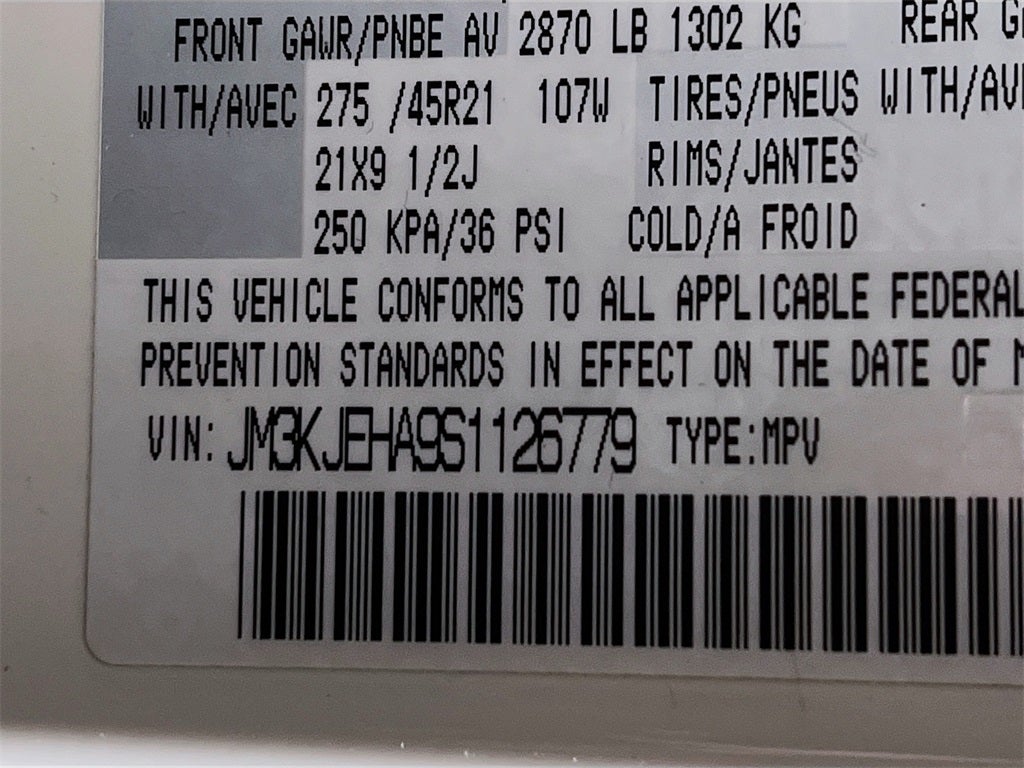 FRONT GAWR/PNBE AV 2870 LB 1302 KG REAR
WITH/AVEC 275 /45R21 107W TIRES/PNEUS WITH/AV
21X9 1/2J RIMS/JANTES
250 KPA/36 PSI COLD/A FROID
THIS VEHICLE CONFORMS TO ALL APPLICABLE FEDERAL
PREVENTION STANDARDS IN EFFECT ON THE DATE OF
VIN: JM3KJEHA9S1126779 TYPE:MPV